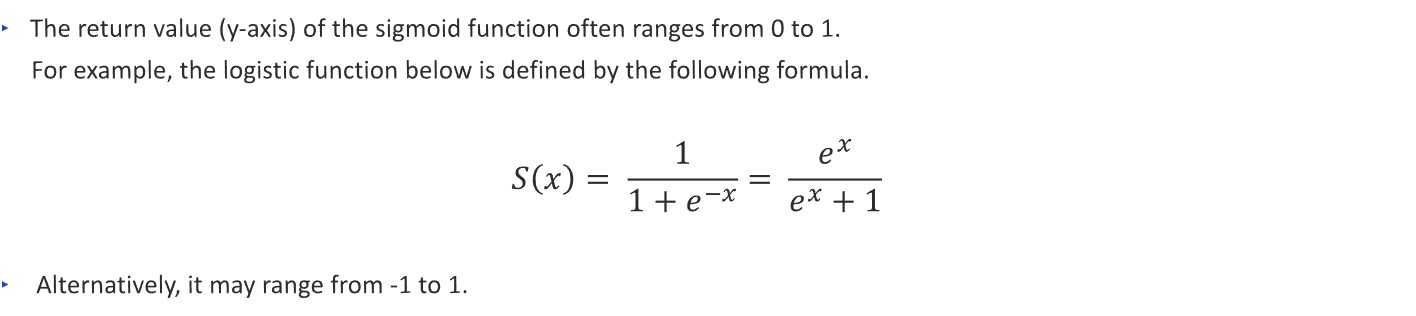 ‣ The return value (y-axis) of the sigmoid function often ranges from 0 to 1.
For example, the logistic function below is defined by the following formula.
S(x) = 1 / (1 + e^{-x}) = e^x / (e^x + 1)
‣ Alternatively, it may range from -1 to 1.